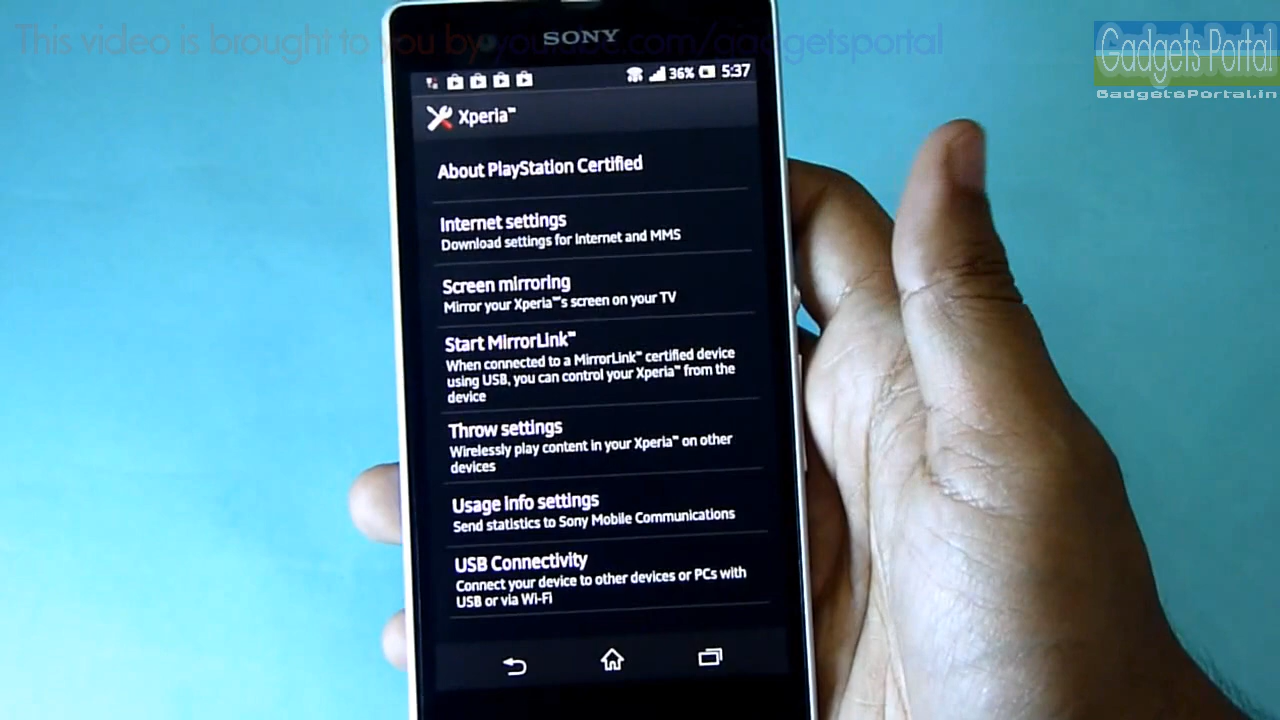 This video is brought to you by youtube.com/gadgetsportal
Gadgets Portal
GadgetsPortal.in
SONY
36% 5:37
Xperia™
About PlayStation Certified
Internet settings
Download settings for Internet and MMS
Screen mirroring
Mirror your Xperia™'s screen on your TV
Start MirrorLink™
When connected to a MirrorLink™ certified device
using USB, you can control your Xperia™ from the
device
Throw settings
Wirelessly play content in your Xperia™ on other
devices
Usage info settings
Send statistics to Sony Mobile Communications
USB Connectivity
Connect your device to other devices or PCs with
USB or via Wi-Fi